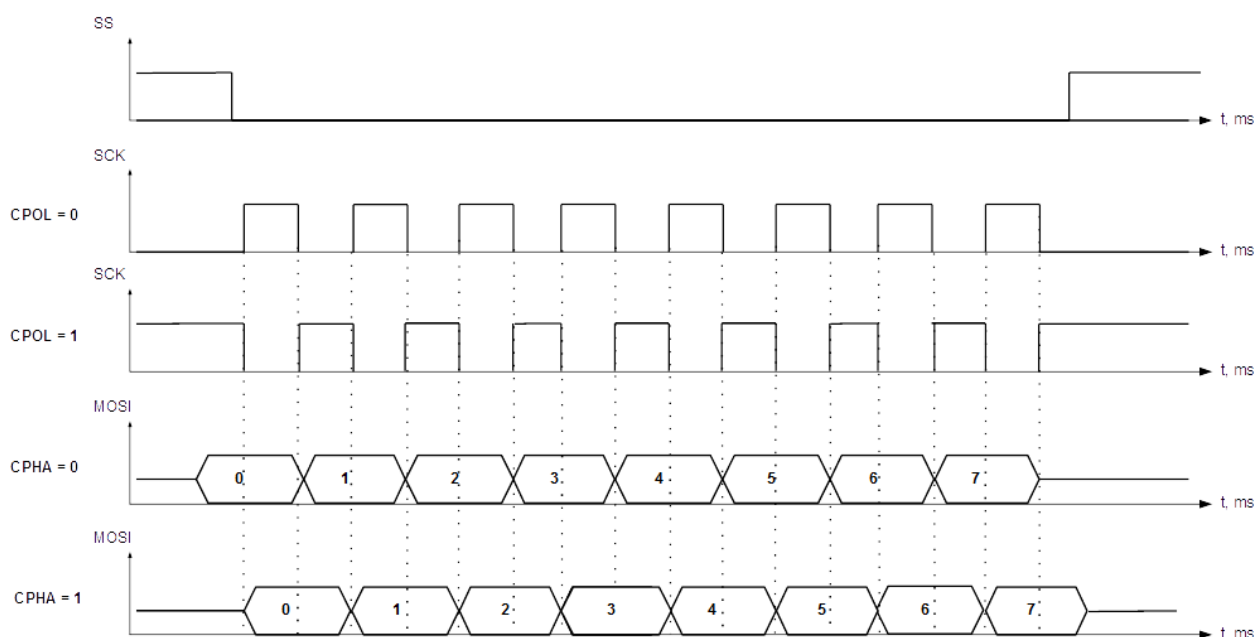 SS
t, ms
SCK
CPOL = 0
t, ms
SCK
CPOL = 1
t, ms
MOSI
CPHA = 0
0 1 2 3 4 5 6 7
t, ms
MOSI
CPHA = 1
0 1 2 3 4 5 6 7
t, ms